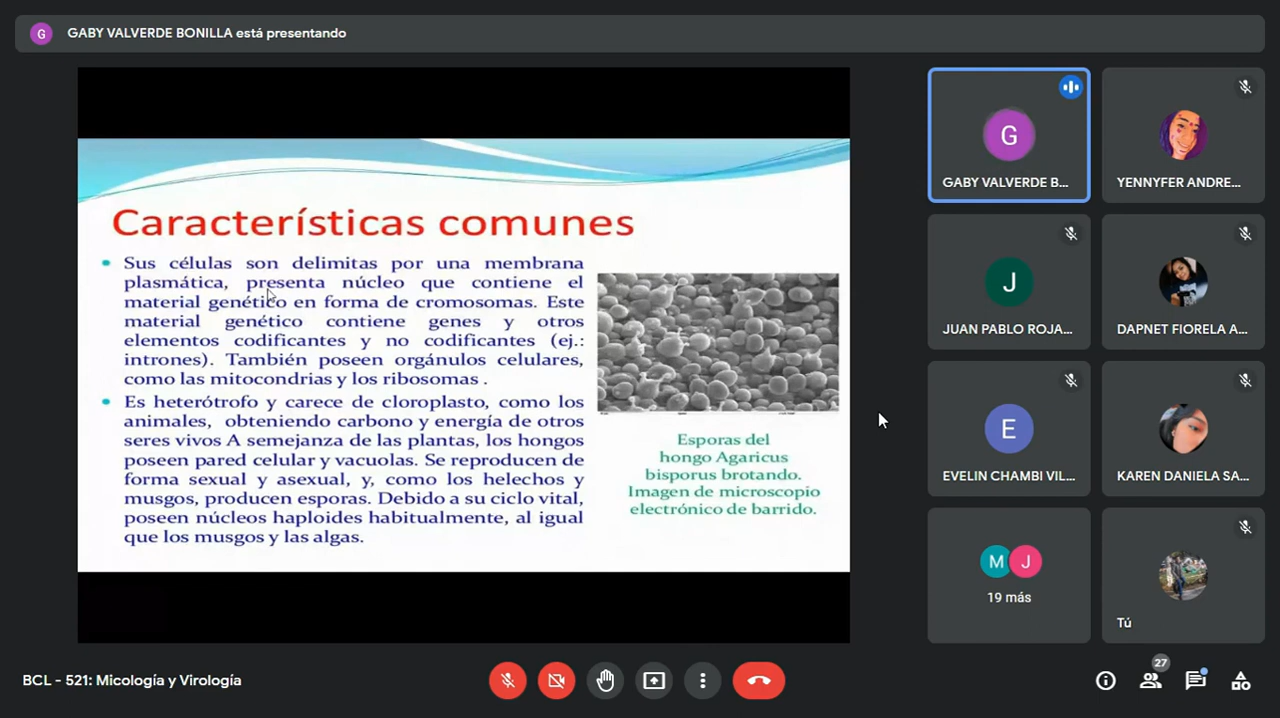 G
GABY VALVERDE BONILLA está presentando
Características comunes
Sus células son delimitas por una membrana
plasmática, presenta núcleo que contiene el
material genético en forma de cromosomas. Este
material genético contiene genes y otros
elementos codificantes y no codificantes (ej.:
intrones). También poseen orgánulos celulares,
como las mitocondrias y los ribosomas .
Es heterótrofo y carece de cloroplasto, como los
animales, obteniendo carbono y energía de otros
seres vivos A semejanza de las plantas, los hongos
poseen pared celular y vacuolas. Se reproducen de
forma sexual y asexual, y, como los helechos y
musgos, producen esporas. Debido a su ciclo vital,
poseen núcleos haploides habitualmente, al igual
que los musgos y las algas.
Esporas del
hongo Agaricus
bisporus brotando.
Imagen de microscopio
electrónico de barrido.
G
GABY VALVERDE B...
YENNYFER ANDRE...
J
JUAN PABLO ROJA...
DAPNET FIORELA A...
E
EVELIN CHAMBI VIL...
KAREN DANIELA SA...
M J
19 más
Tú
BCL - 521: Micología y Virología
27